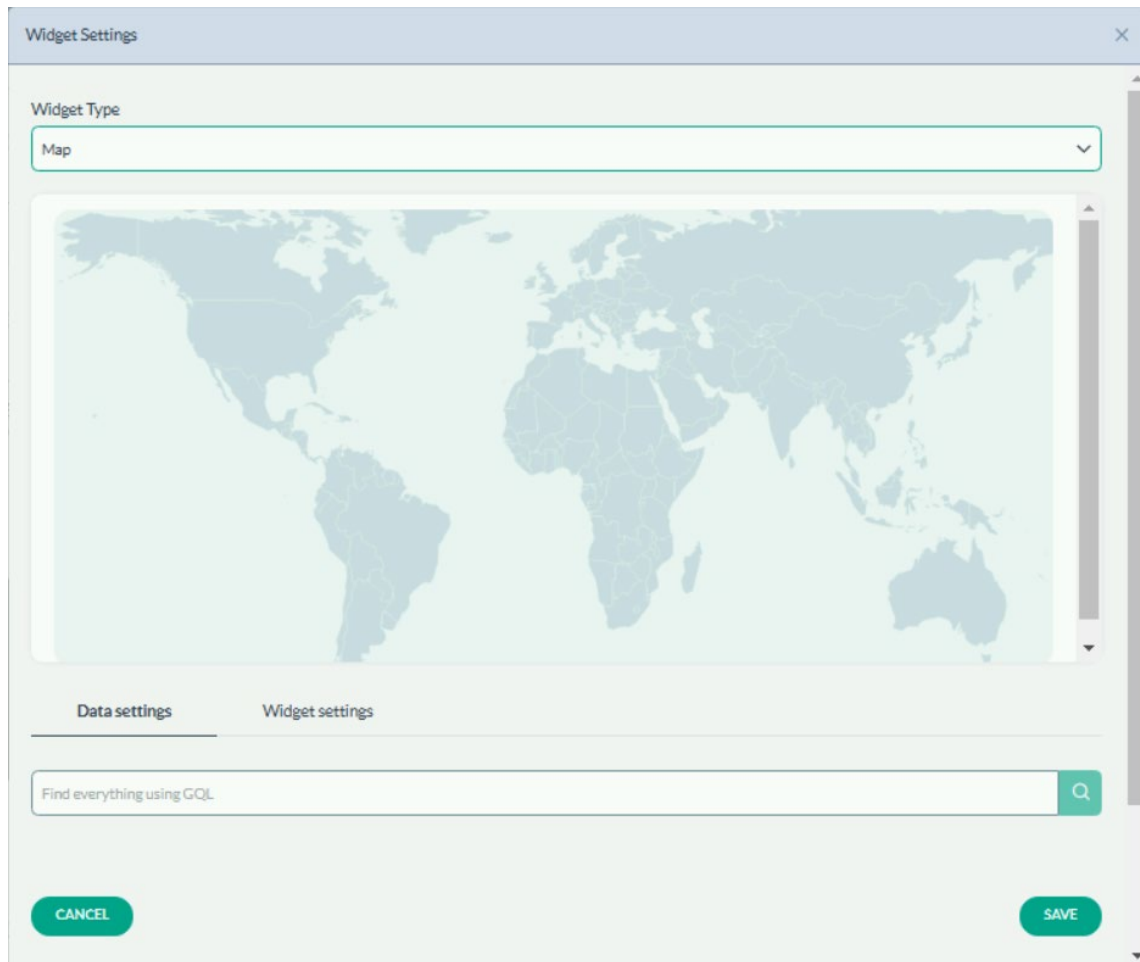 Widget Settings
Widget Type
Map
Data settings
Widget settings
Find everything using GQL
CANCEL
SAVE